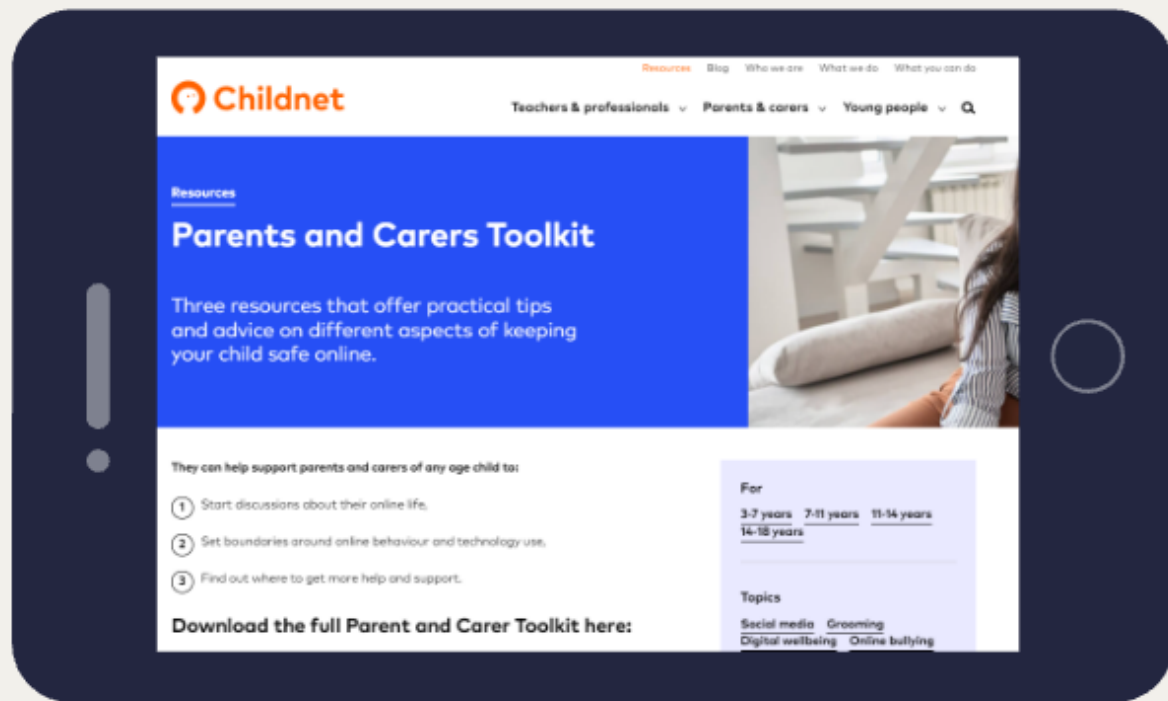 Resources Blog Who we are What we do What you can do
Childnet
Teachers & professionals Parents & carers Young people
Resources
Parents and Carers Toolkit
Three resources that offer practical tips
and advice on different aspects of keeping
your child safe online.
They can help support parents and carers of any age child to:
1 Start discussions about their online life,
2 Set boundaries around online behaviour and technology use,
3 Find out where to get more help and support.
Download the full Parent and Carer Toolkit here:
For
3-7 years 7-11 years 11-14 years
14-18 years
Topics
Social media Grooming
Digital wellbeing Online bullying